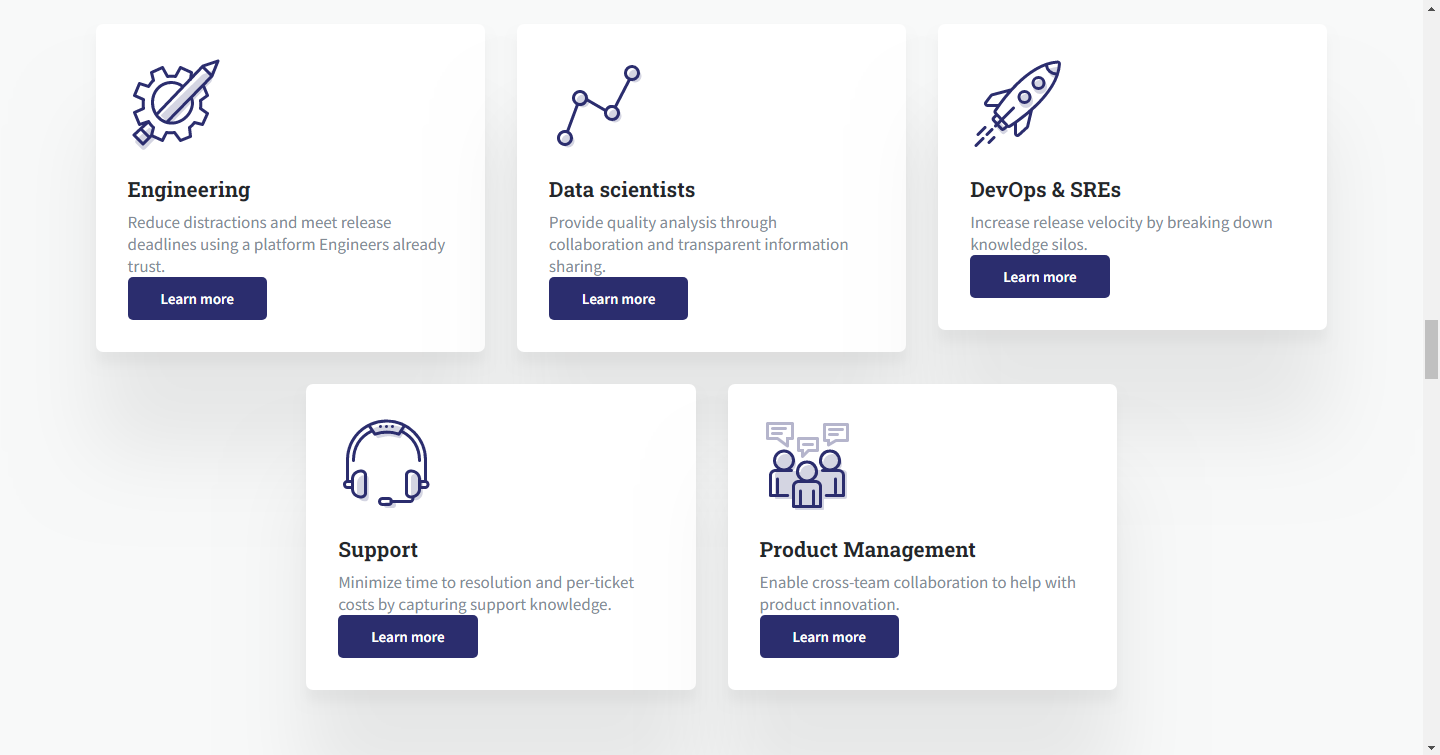 Engineering
Reduce distractions and meet release
deadlines using a platform Engineers already
trust.
Learn more
Data scientists
Provide quality analysis through
collaboration and transparent information
sharing.
Learn more
DevOps & SREs
Increase release velocity by breaking down
knowledge silos.
Learn more
Support
Minimize time to resolution and per-ticket
costs by capturing support knowledge.
Learn more
Product Management
Enable cross-team collaboration to help with
product innovation.
Learn more